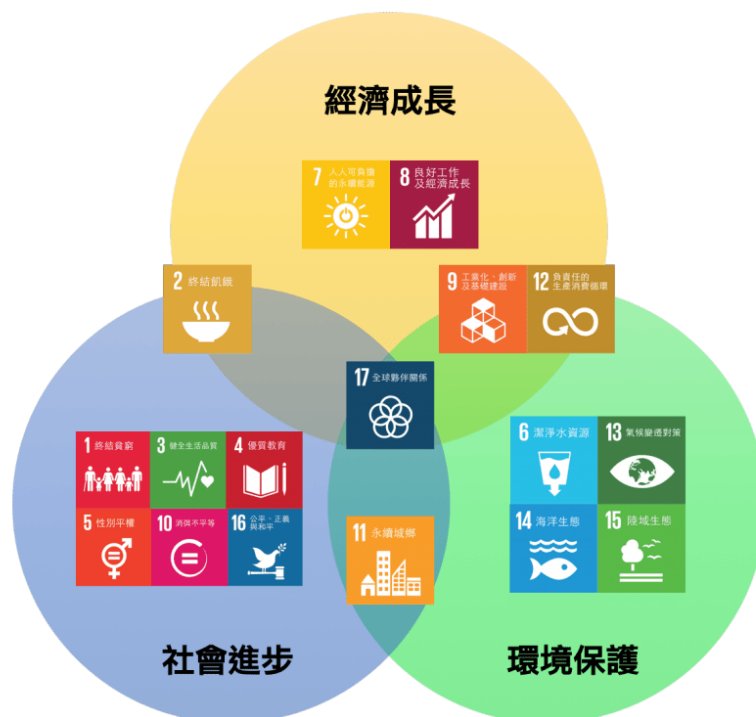 經濟成長
7 人人可負擔
的永續能源
8 良好工作
及經濟成長
2 終結飢餓
9 工業化、創新
及基礎建設
12 負責任的
生產消費循環
17 全球夥伴關係
1 終結貧窮
3 健全生活品質
4 優質教育
5 性別平權
10 消弭不平等
16 公平、正義
與和平
11 永續城鄉
6 潔淨水資源
13 氣候變遷對策
14 海洋生態
15 陸域生態
社會進步
環境保護